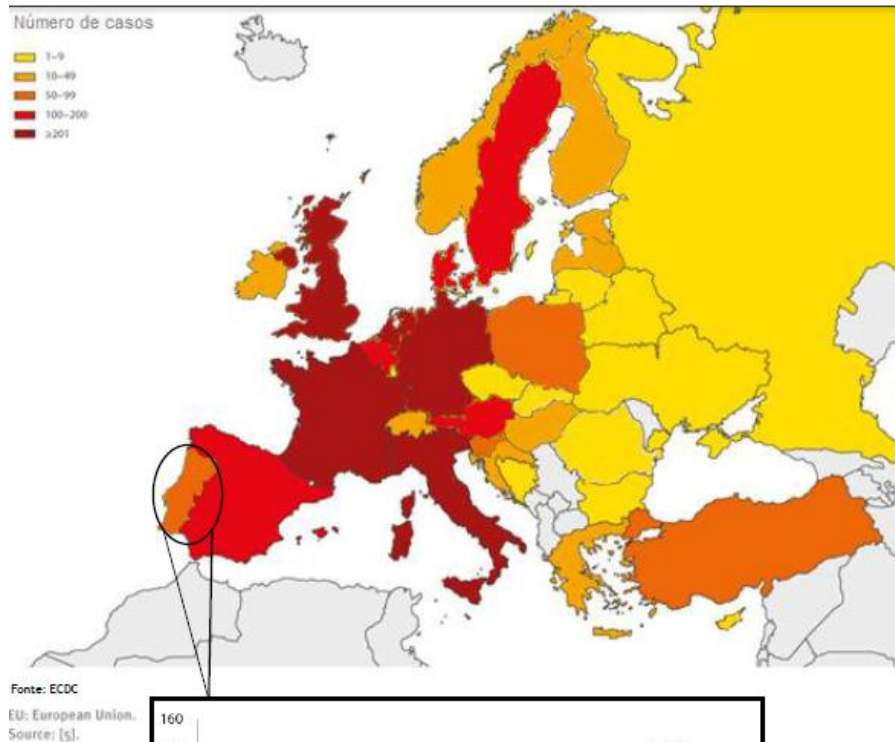 Número de casos
1–9
10–49
50–99
100–200
≥201
Fonte: ECDC
EU: European Union.
Source: [5].
160